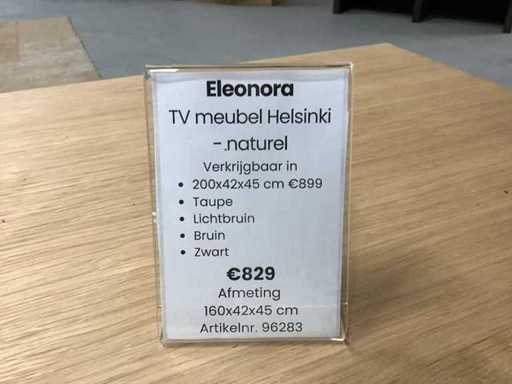 Eleonora
TV meubel Helsinki
-.naturel
Verkrijgbaar in
• 200x42x45 cm €899
• Taupe
• Lichtbruin
• Bruin
• Zwart
€829
Afmeting
160x42x45 cm
Artikelnr. 96283